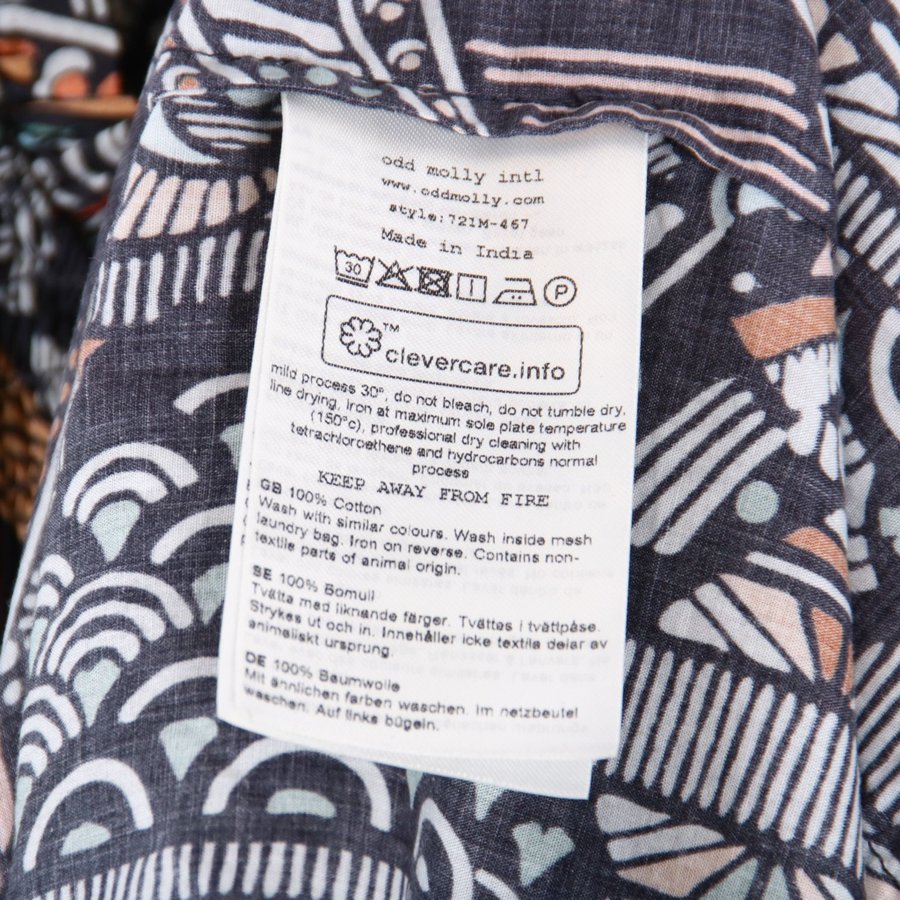 odd molly intl
www.oddmolly.com
style:721M-467
Made in India
30 P
™
clevercare.info
mild process 30°, do not bleach, do not tumble dry,
line drying, iron at maximum sole plate temperature
(150°c), professional dry cleaning with
tetrachloroethene and hydrocarbons normal
process
KEEP AWAY FROM FIRE
GB 100% Cotton
Wash with similar colours. Wash inside mesh
laundry bag. Iron on reverse. Contains non-
textile parts of animal origin.
SE 100% Bomull
Tvätta med liknande färger. Tvättes i tvättpåse.
Strykes ut och in. Innehåller icke textile delar av
animaliskt ursprung.
DE 100% Baumwolle
Mit ännlichen farben waschen. Im netzbeutel
waschen. Auf links bügeln.